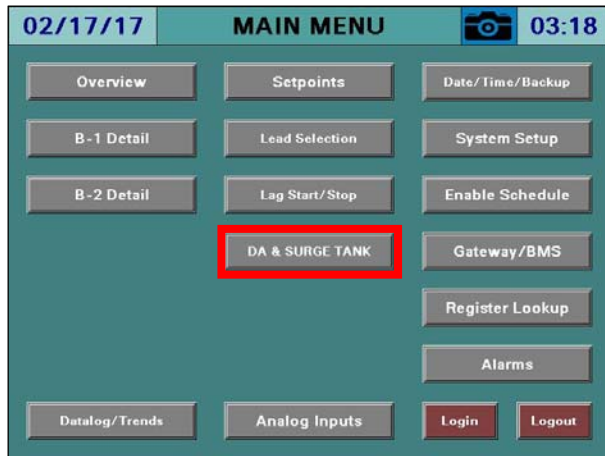 02/17/17 MAIN MENU 03:18
Overview Setpoints Date/Time/Backup
B-1 Detail Lead Selection System Setup
B-2 Detail Lag Start/Stop Enable Schedule
DA & SURGE TANK Gateway/BMS
Register Lookup
Alarms
Datalog/Trends Analog Inputs Login Logout